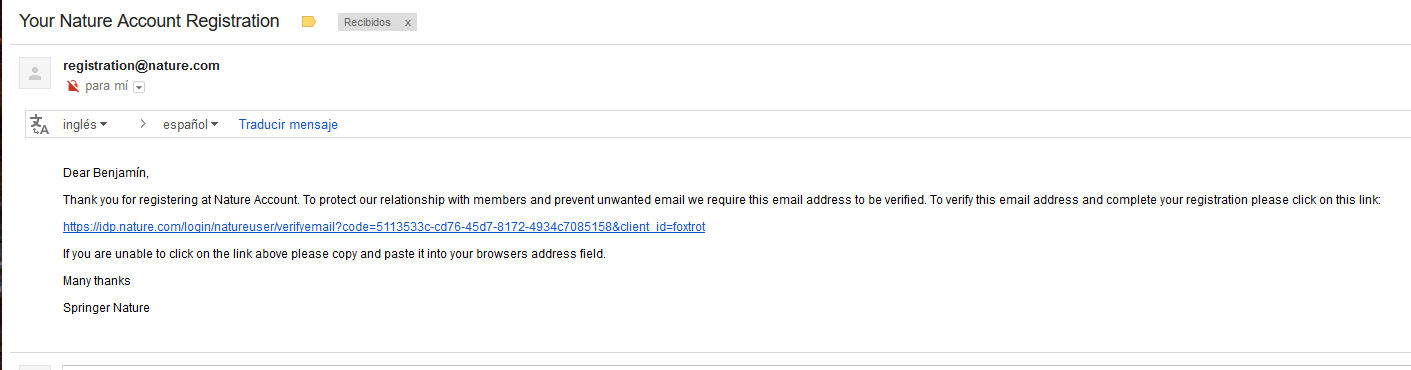 Your Nature Account Registration
Recibidos x
registration@nature.com
para mí
inglés > español Traducir mensaje
Dear Benjamín,
Thank you for registering at Nature Account. To protect our relationship with members and prevent unwanted email we require this email address to be verified. To verify this email address and complete your registration please click on this link:
https://idp.nature.com/login/natureuser/verifyemail?code=5113533c-cd76-45d7-8172-4934c7085158&client_id=foxtrot
If you are unable to click on the link above please copy and paste it into your browsers address field.
Many thanks
Springer Nature